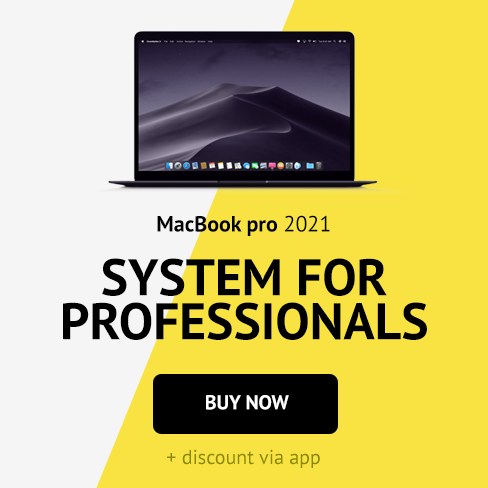 MacBook pro 2021
SYSTEM FOR
PROFESSIONALS
BUY NOW
+ discount via app